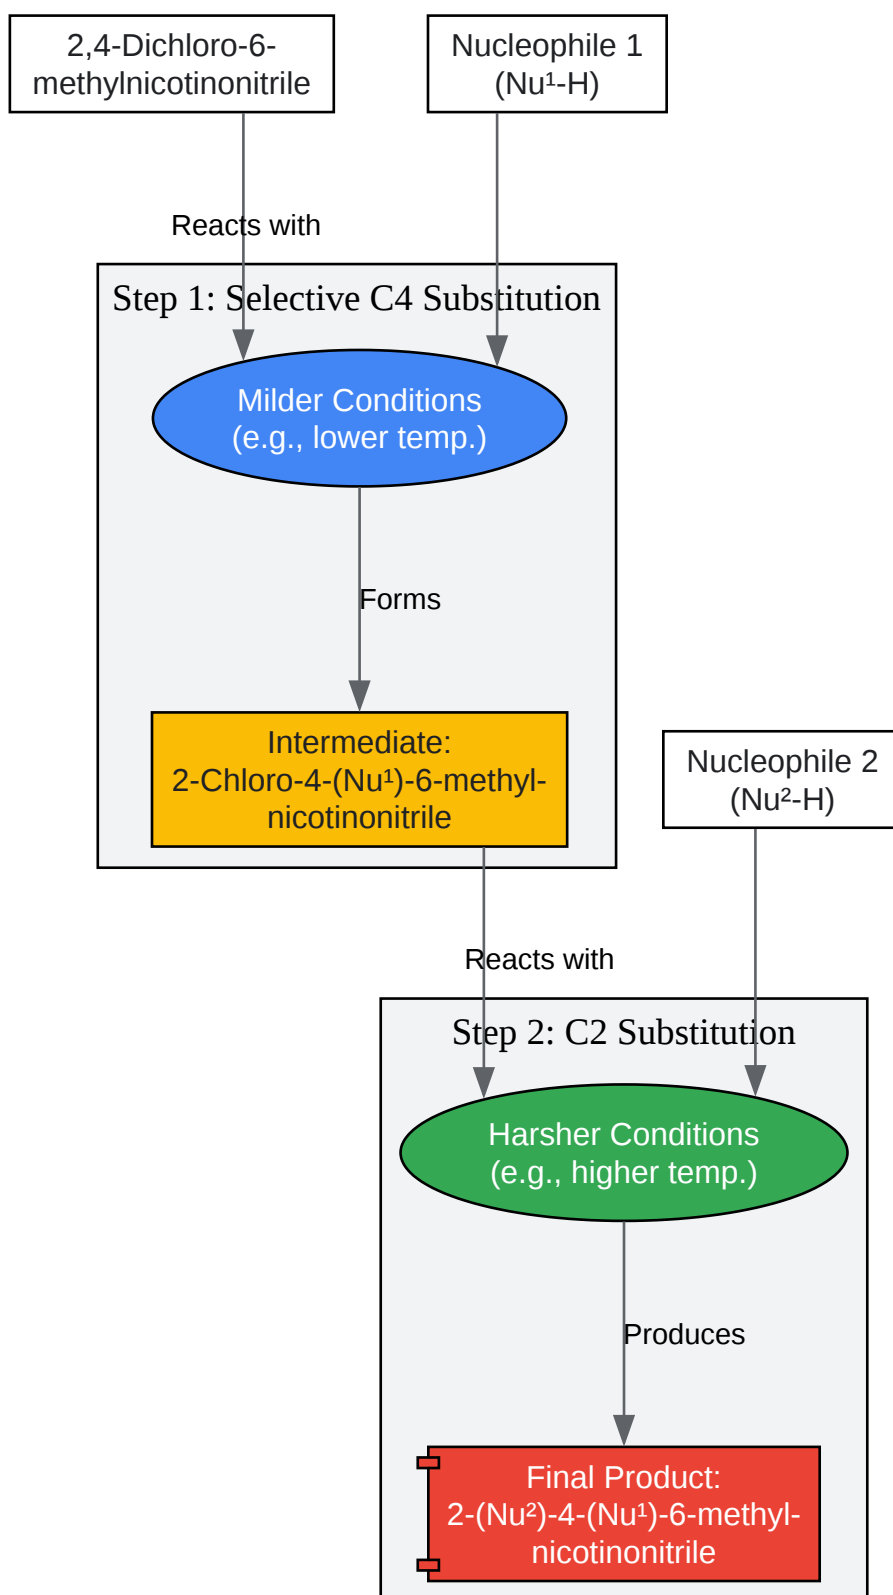 2,4-Dichloro-6-
methylnicotinonitrile
Nucleophile 1
(Nu¹-H)
Reacts with
Step 1: Selective C4 Substitution
Milder Conditions
(e.g., lower temp.)
Forms
Intermediate:
2-Chloro-4-(Nu¹)-6-methyl-
nicotinonitrile
Nucleophile 2
(Nu²-H)
Reacts with
Step 2: C2 Substitution
Harsher Conditions
(e.g., higher temp.)
Produces
Final Product:
2-(Nu²)-4-(Nu¹)-6-methyl-
nicotinonitrile